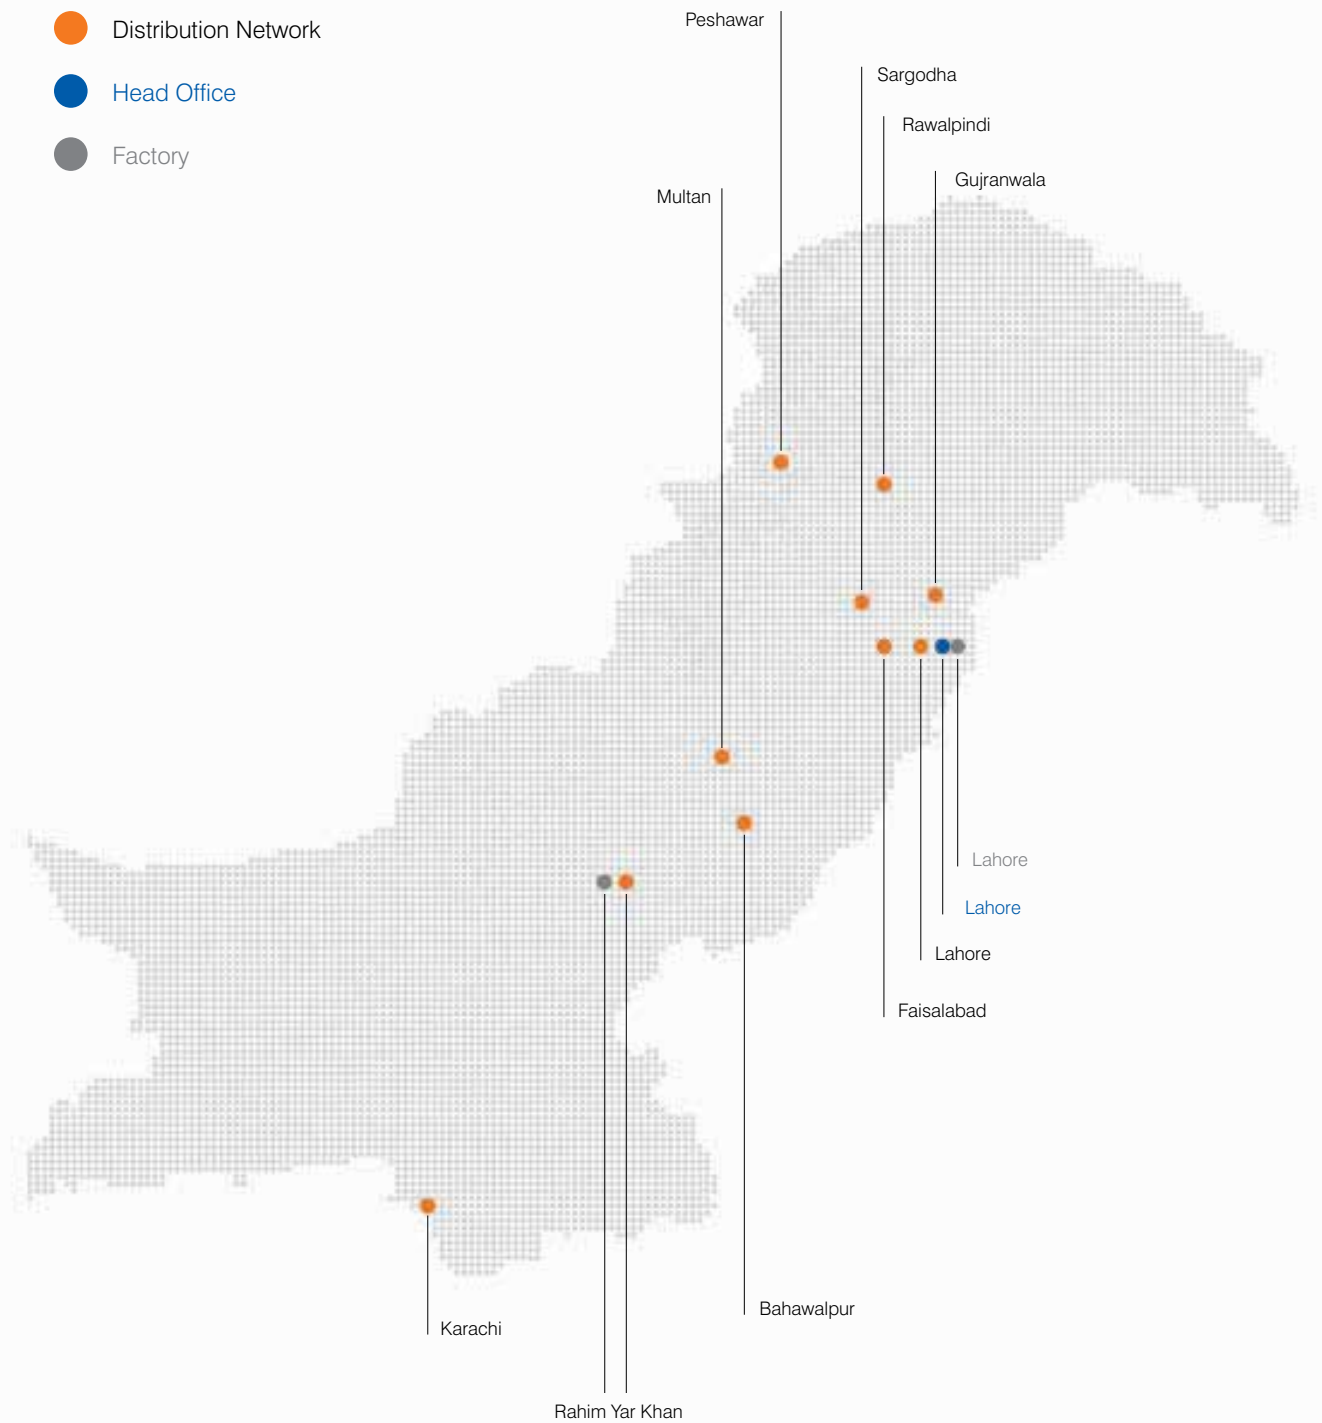 Distribution Network
Head Office
Factory
Peshawar
Sargodha
Rawalpindi
Gujranwala
Multan
Lahore
Lahore
Lahore
Faisalabad
Bahawalpur
Karachi
Rahim Yar Khan